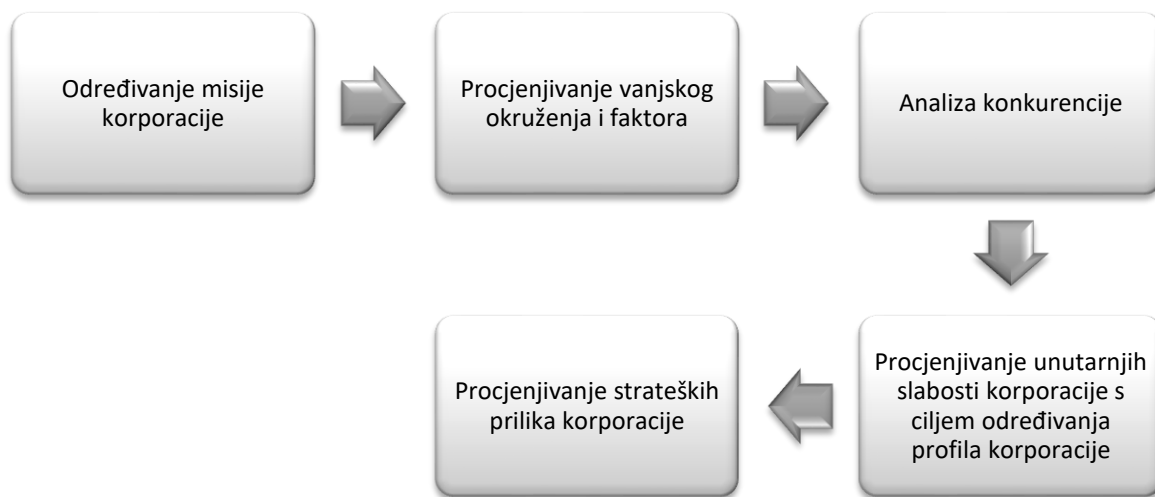 Određivanje misije
korporacije
Procjenjivanje vanjskog
okruženja i faktora
Analiza konkurencije
Procjenjivanje unutarnjih
slabosti korporacije s
ciljem određivanja
profila korporacije
Procjenjivanje strateških
prilika korporacije